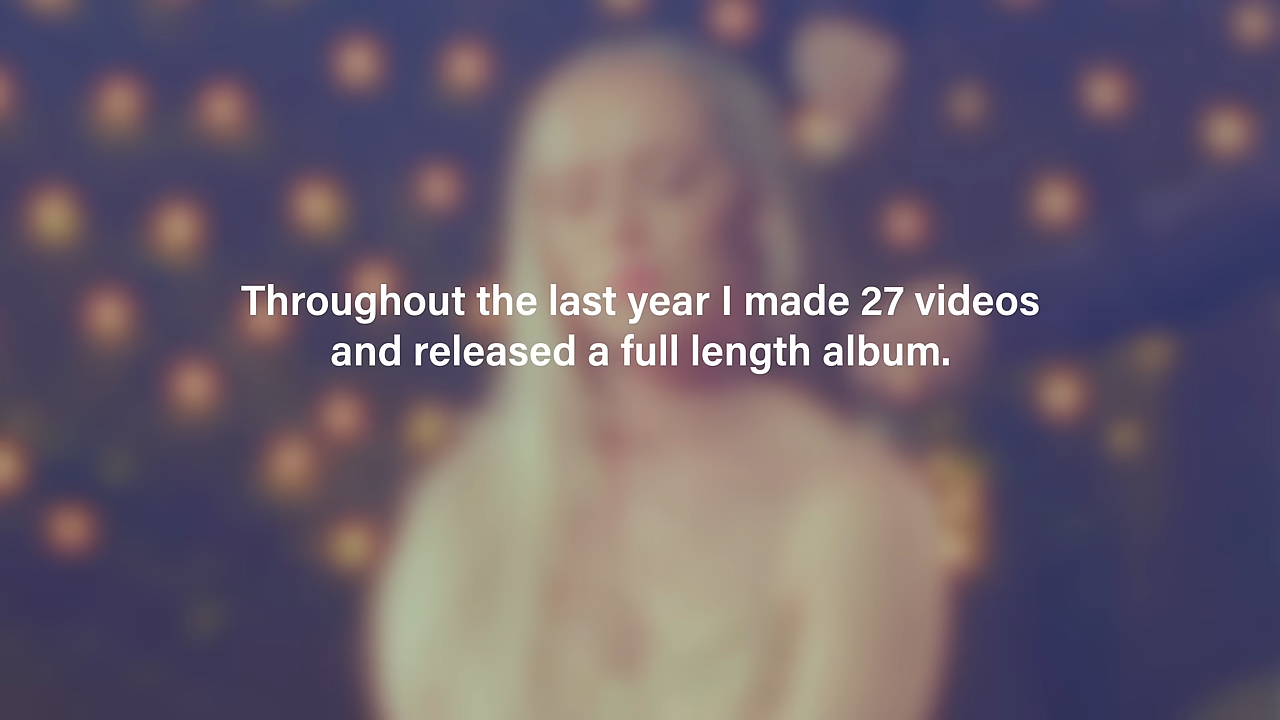 Throughout the last year I made 27 videos
and released a full length album.